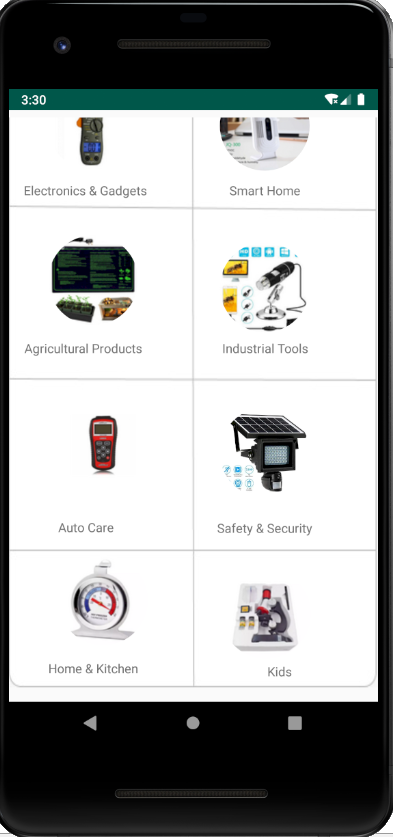 3:30
Electronics & Gadgets
Smart Home
Agricultural Products
Industrial Tools
Auto Care
Safety & Security
Home & Kitchen
Kids